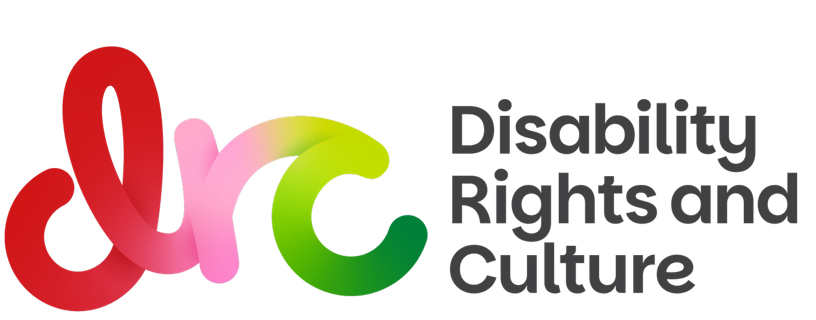 drc
Disability
Rights and
Culture